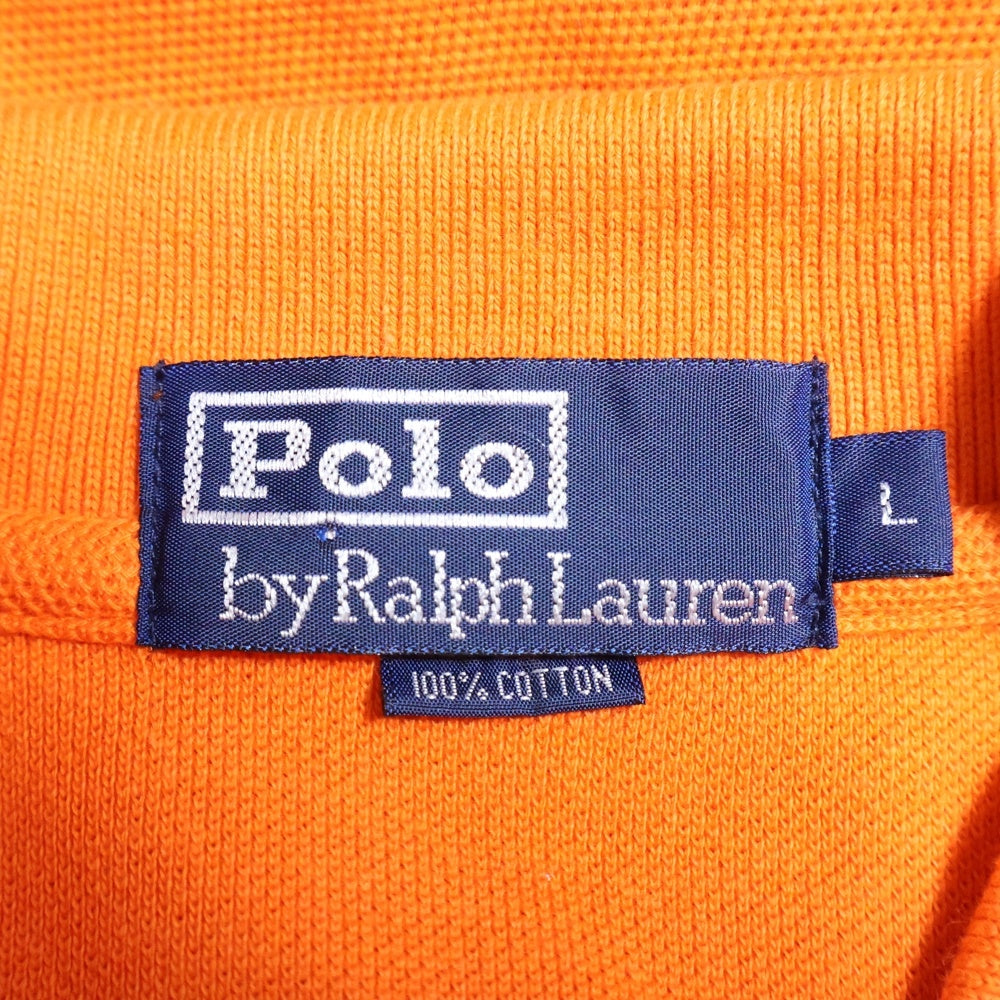 Polo
by Ralph Lauren
L
100% COTTON